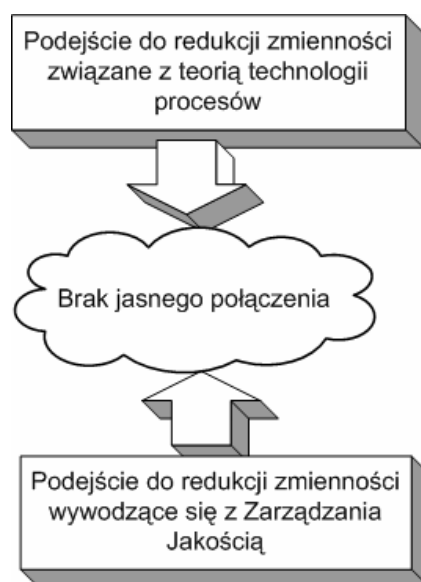 Podejście do redukcji zmienności
związane z teorią technologii
procesów
Brak jasnego połączenia
Podejście do redukcji zmienności
wywodzące się z Zarządzania
Jakością